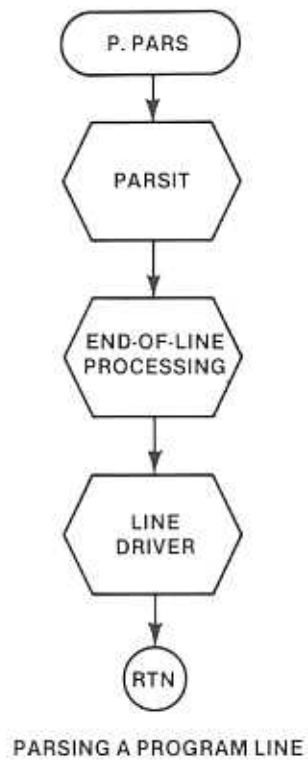 P. PARS
PARSIT
END-OF-LINE
PROCESSING
LINE
DRIVER
RTN
PARSING A PROGRAM LINE